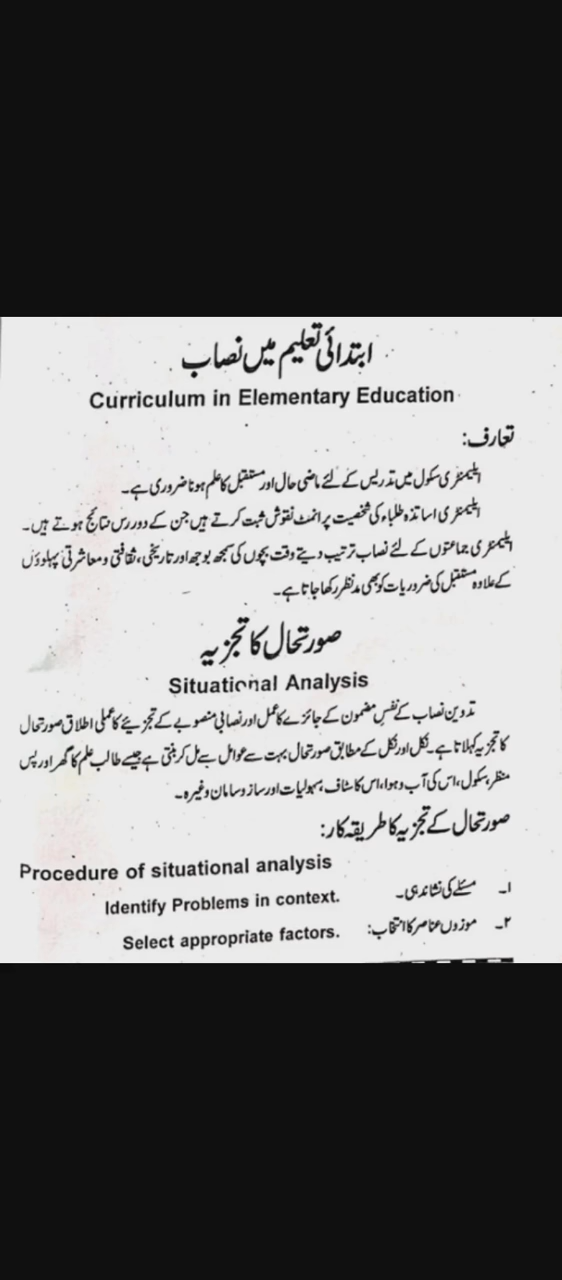 ابتدائی تعلیم میں نصاب
Curriculum in Elementary Education
تعارف:
ایلیمنٹری سکول میں تدریس کے لئے ماضی حال اور مستقبل کا علم ہونا ضروری ہے۔
ایلیمنٹری اساتذہ طلباء کی شخصیت پر انمٹ نقوش ثبت کرتے ہیں جن کے دور رس نتائج ہوتے ہیں۔
ایلیمنٹری جماعتوں کے لئے نصاب ترتیب دیتے وقت بچوں کی سمجھ بوجھ اور تاریخی، ثقافتی و معاشرتی پہلوؤں
کے علاوہ مستقبل کی ضروریات کو بھی مدنظر رکھا جاتا ہے۔
صورتحال کا تجزیہ
Situational Analysis
تدوین نصاب کے نفس مضمون کے جائزے کا عمل اور نصابی منصوبے کے تجزیئے کا عملی اطلاق صورتحال
کا تجزیہ کہلاتا ہے۔ نکل اور نکل کے مطابق صورتحال بہت سے عوامل سے مل کر بنتی ہے جیسے طالب علم کا گھر اور پس
منظر، سکول، اس کی آب و ہوا، اس کا سٹاف، سہولیات اور ساز و سامان وغیرہ۔
صورتحال کے تجزیہ کا طریقہ کار:
Procedure of situational analysis
۱۔ مسئلے کی نشاندہی۔ Identify Problems in context.
۲۔ موزوں عناصر کا انتخاب: Select appropriate factors.